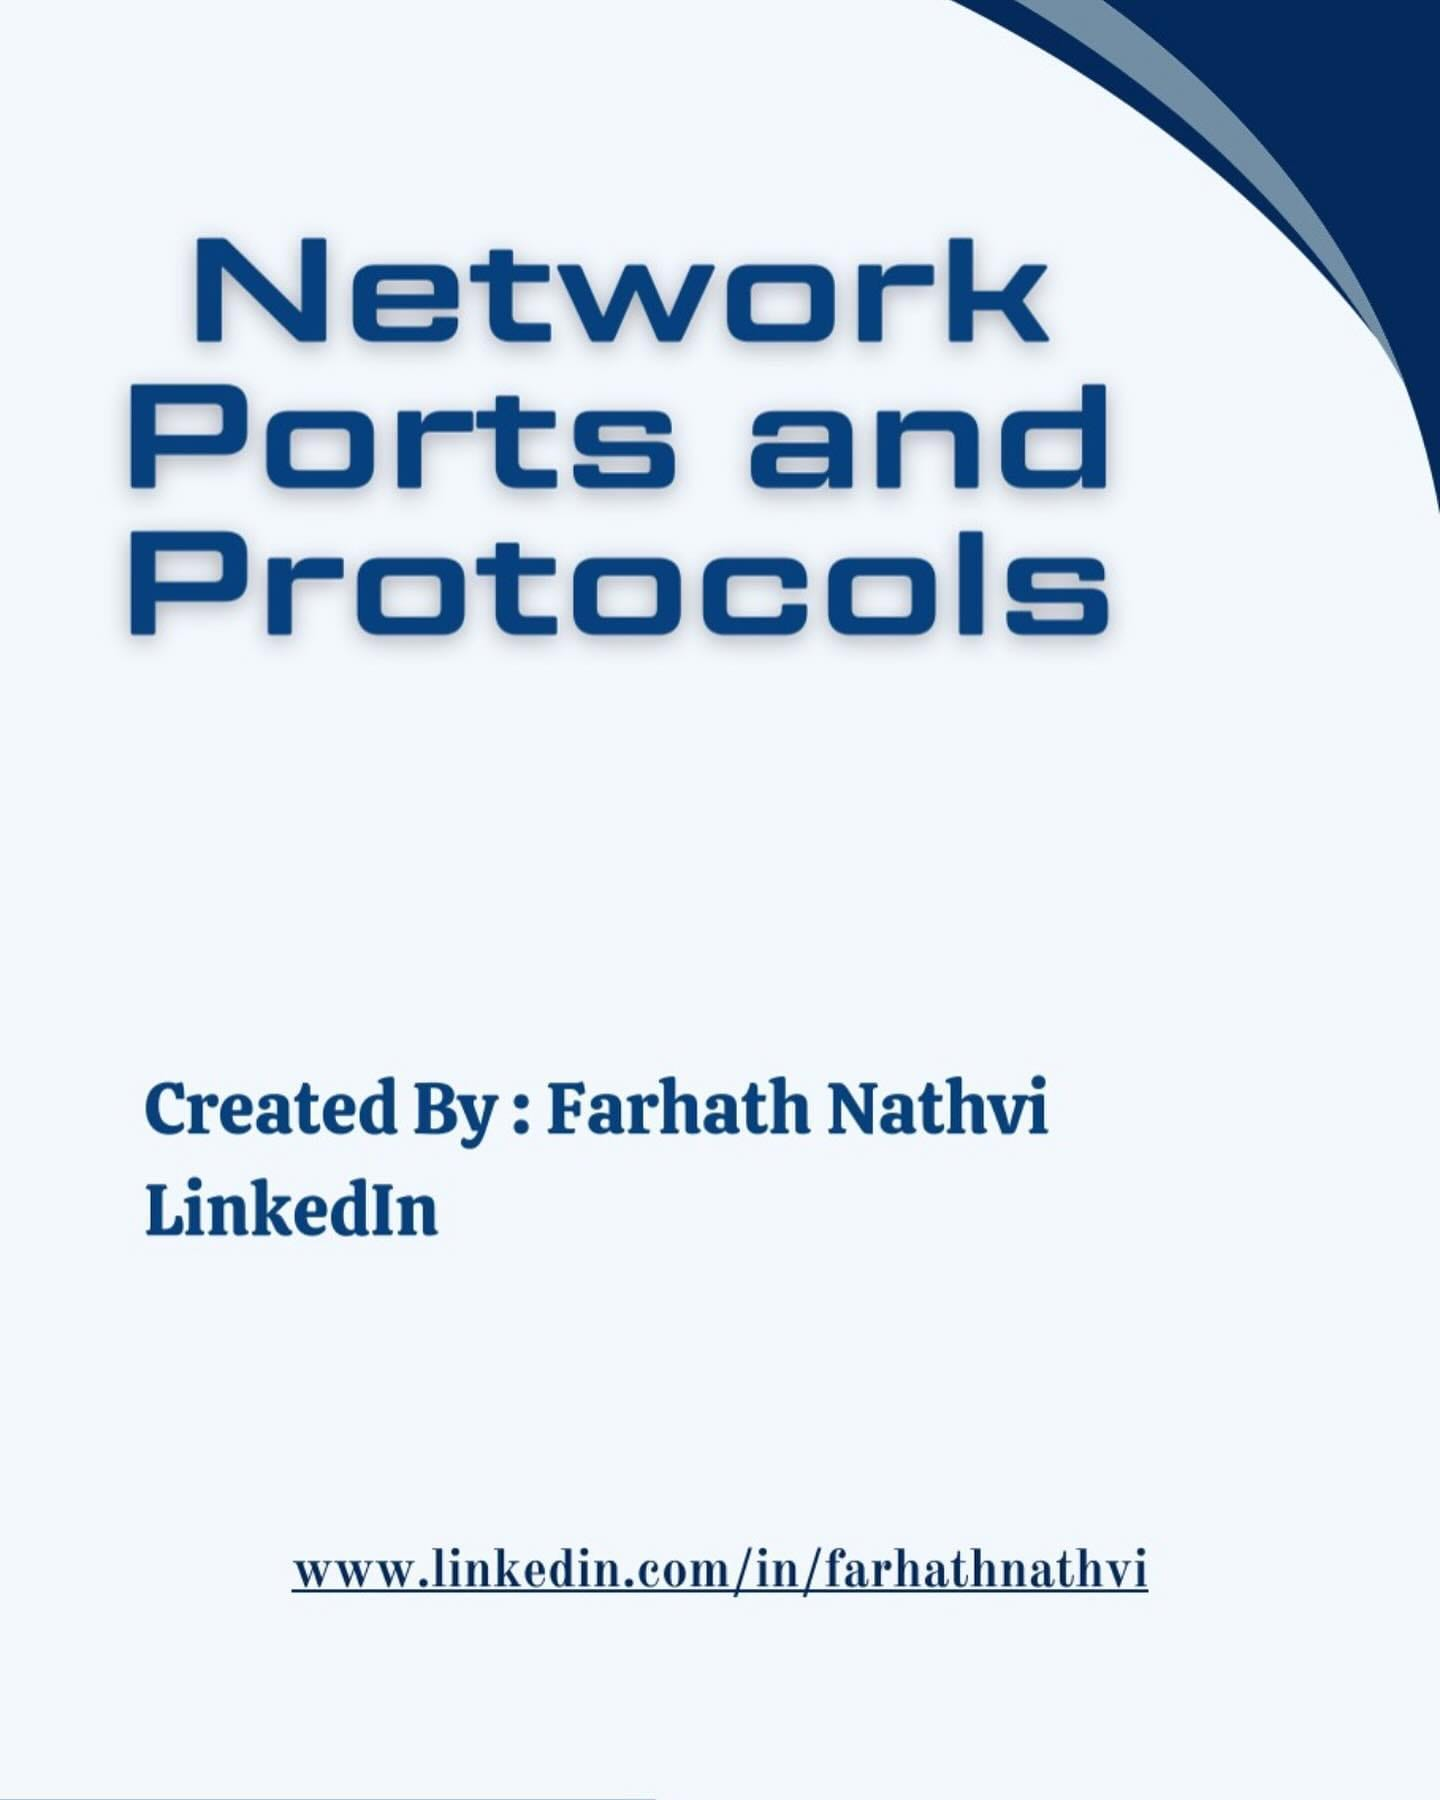 Network
Ports and
Protocols
Created By : Farhath Nathvi
LinkedIn
www.linkedin.com/in/farhathnathvi